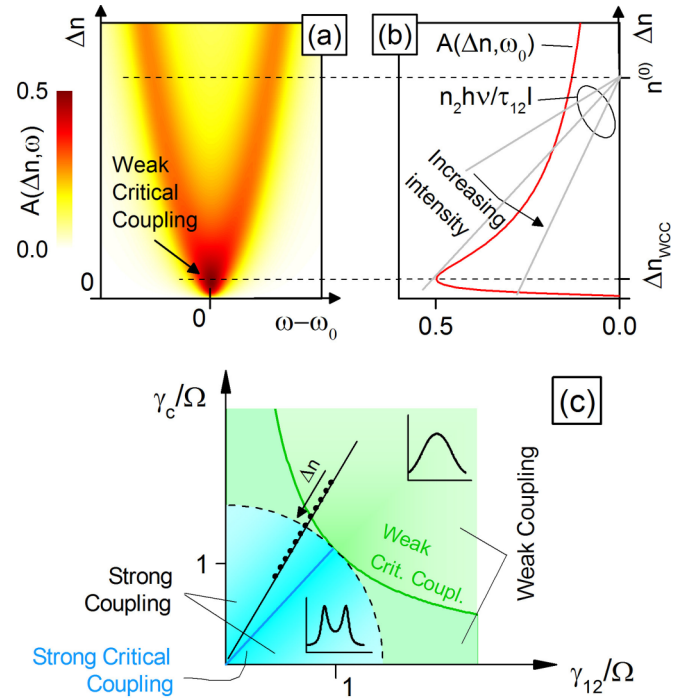 Δn
(a)
A(Δn,ω)
0.5
0.0
Weak
Critical
Coupling
0
0
ω−ω₀
(b)
A(Δn,ω₀)
n₂hν/τ₁₂I
Increasing
intensity
Δn
n⁽⁰⁾
Δn_WCC
0.5
0.0
(c)
γ_c/Ω
Δn
1
Weak
Crit. Coupl.
Weak Coupling
Strong
Coupling
Strong Critical
Coupling
1
γ₁₂/Ω